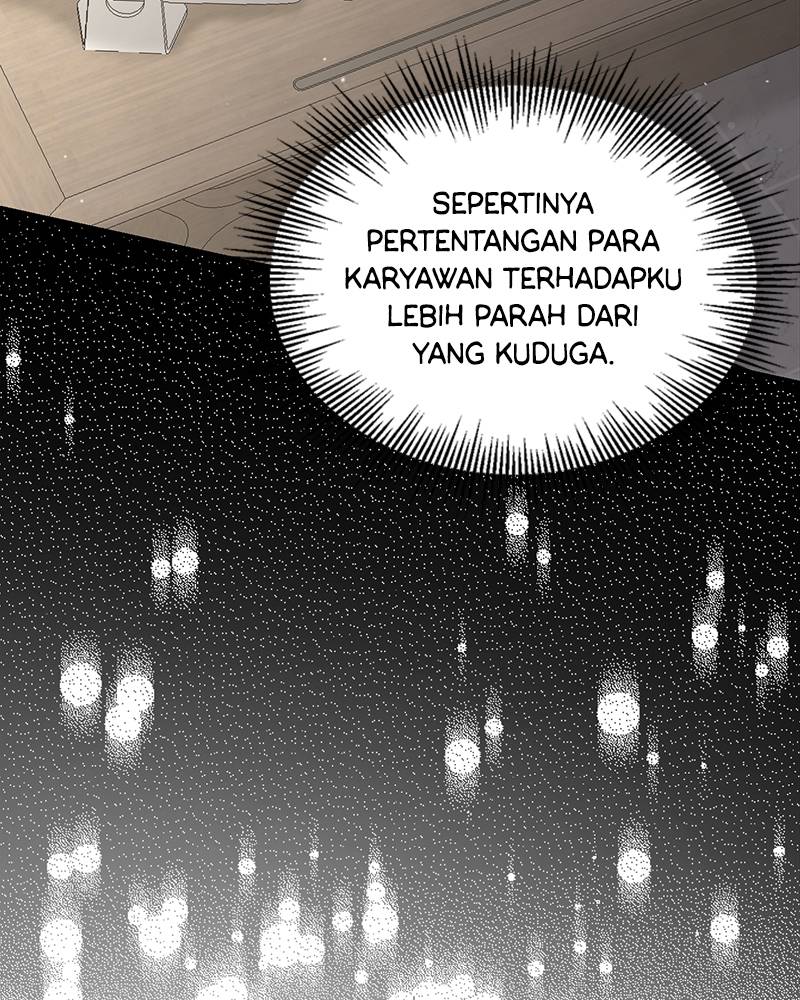 SEPERTINYA
PERTENTANGAN PARA
KARYAWAN TERHADAPKU
LEBIH PARAH DARI
YANG KUDUGA.